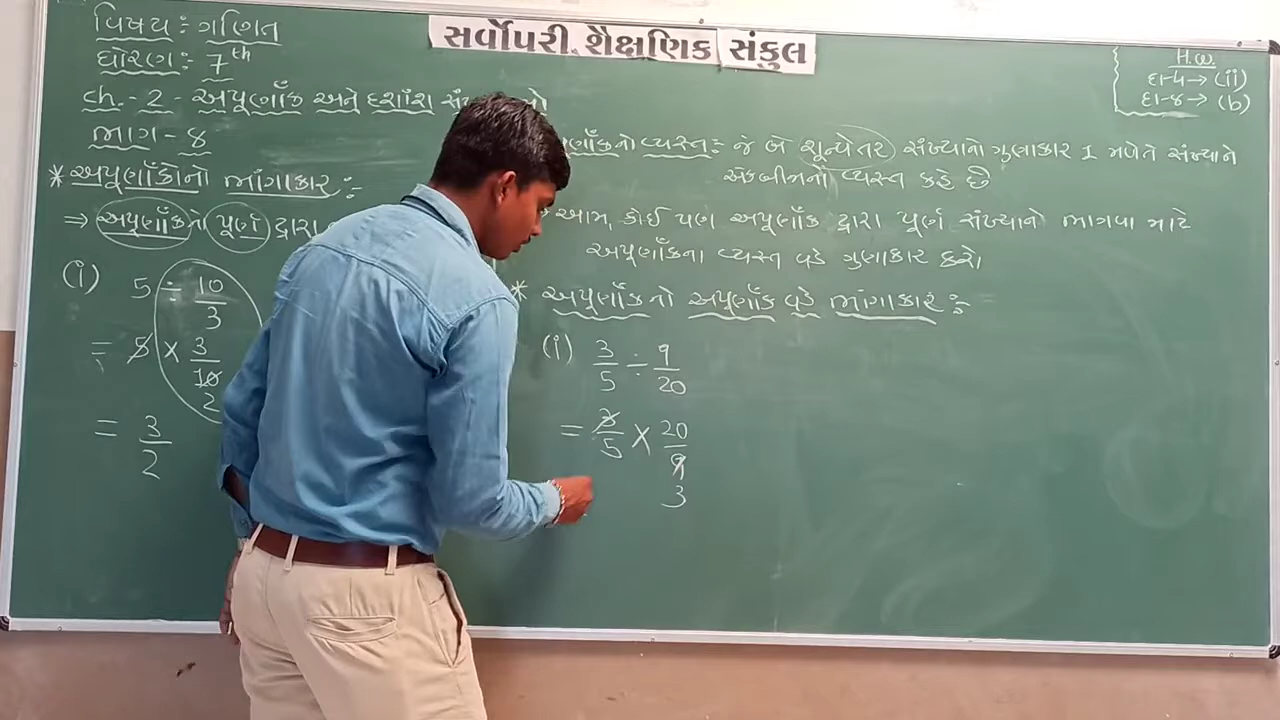 સર્વોપરી શૈક્ષણિક સંકુલ
વિષય : ગણિત
ધોરણ : 7th
ch. - 2 - અપૂર્ણાંક અને દશાંશ
ભાગ - ૪
* અપૂર્ણાંકોનો ભાંગાકાર :-
⇒ અપૂર્ણાંકનો પૂર્ણ દ્વારા
(i) 5 ÷ 10/3
= 5 × 3/10 2
= 3/2
વ્યસ્ત : જે બે શૂન્યેતર સંખ્યાનો ગુણાકાર 1 મળે તે સંખ્યાને
એકબીજાનો વ્યસ્ત કહે છે
આમ, કોઈ પણ અપૂર્ણાંક દ્વારા પૂર્ણ સંખ્યાનો ભાગવા માટે
અપૂર્ણાંકના વ્યસ્ત વડે ગુણાકાર કરો
* અપૂર્ણાંકનો અપૂર્ણાંક વડે ભાંગાકાર :-
(i) 3/5 ÷ 9/20
= 3/5 × 20/9
3
H.W.
દા-૫ → (ii)
દા-૪ → (b)